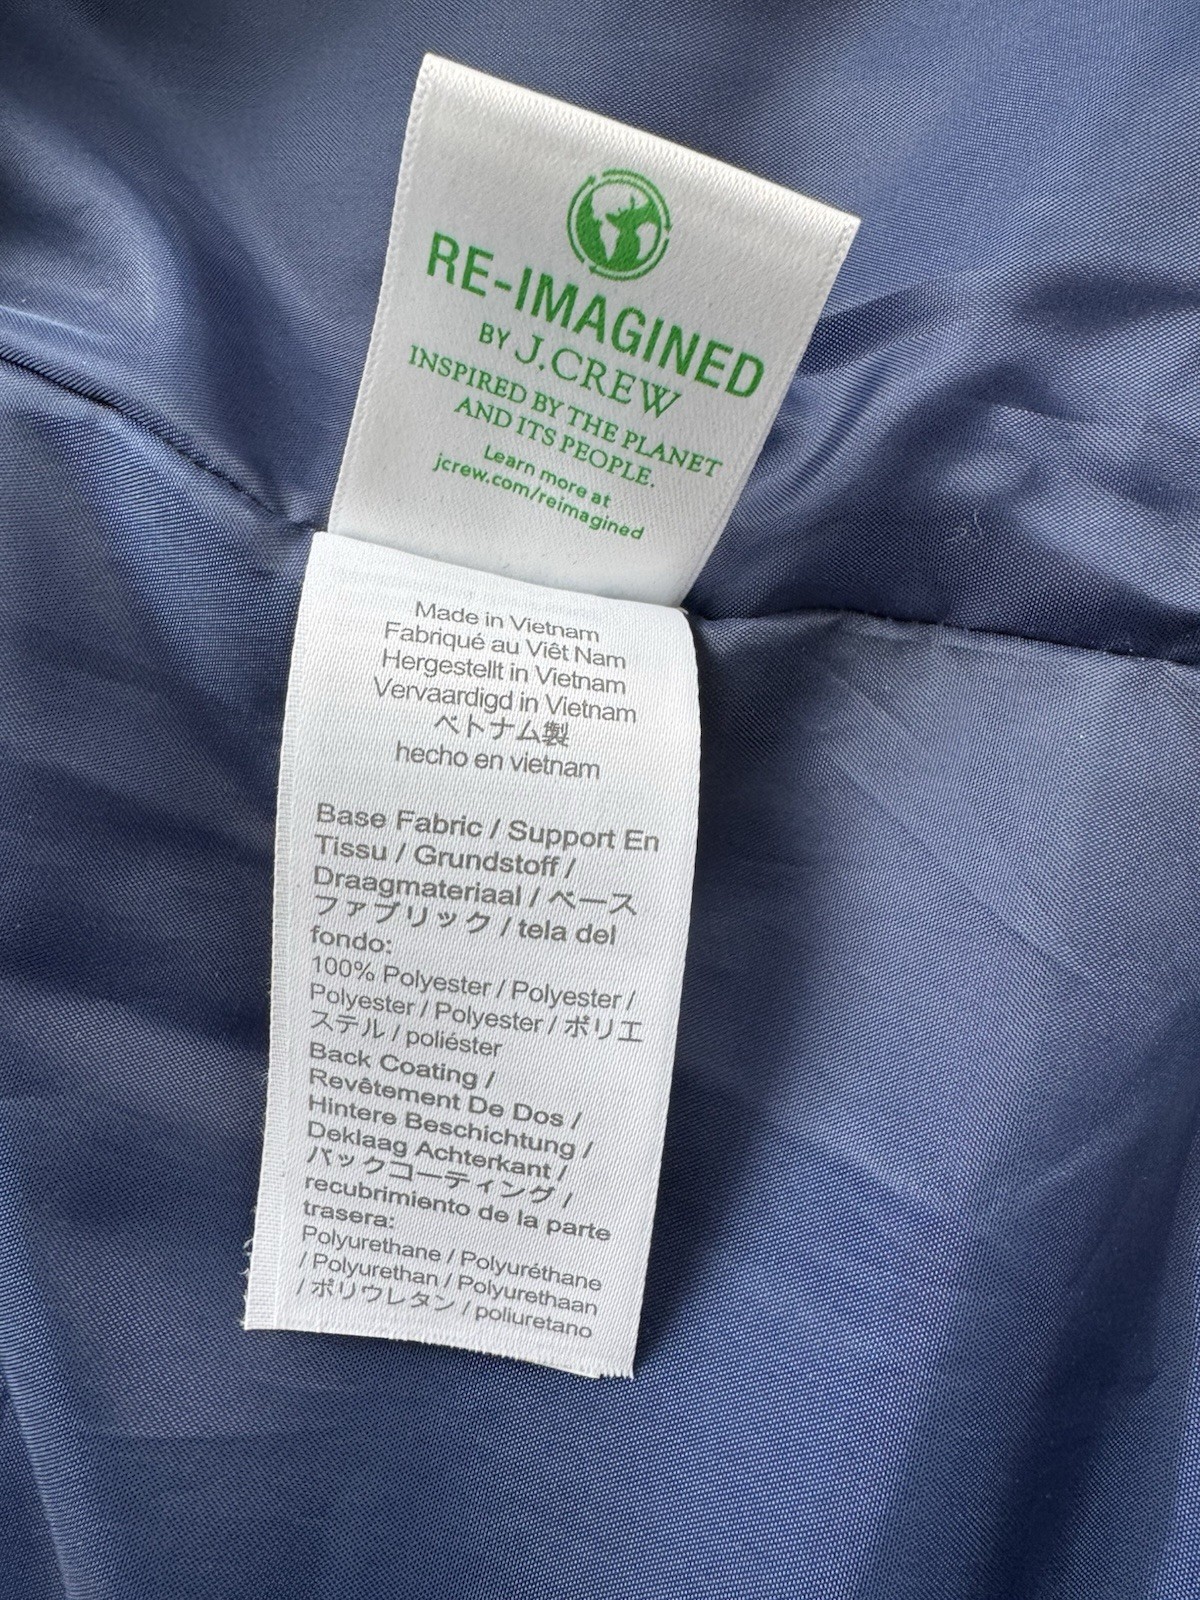 RE-IMAGINED
BY J.CREW
INSPIRED BY THE PLANET
AND ITS PEOPLE.
Learn more at
jcrew.com/reimagined
Made in Vietnam
Fabriqué au Viêt Nam
Hergestellt in Vietnam
Vervaardigd in Vietnam
ベトナム製
hecho en vietnam
Base Fabric / Support En
Tissu / Grundstoff /
Draagmateriaal / ベース
ファブリック / tela del
fondo:
100% Polyester / Polyester /
Polyester / Polyester / ポリエ
ステル / poliéster
Back Coating /
Revêtement De Dos /
Hintere Beschichtung /
Deklaag Achterkant /
バックコーティング /
recubrimiento de la parte
trasera:
Polyurethane / Polyuréthane
/ Polyurethan / Polyurethaan
/ ポリウレタン / poliuretano